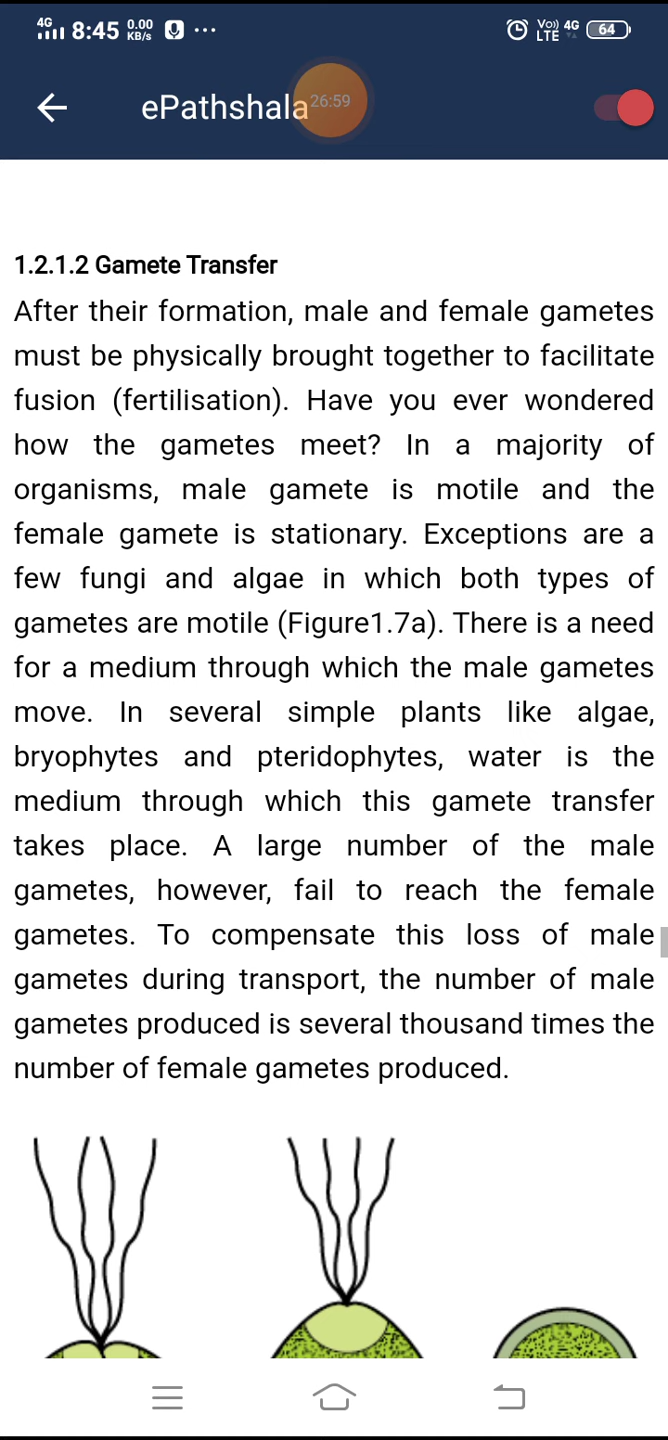 4G 8:45 0.00 KB/s ... Vo)) LTE 4G 64
ePathshala 26:59
1.2.1.2 Gamete Transfer
After their formation, male and female gametes
must be physically brought together to facilitate
fusion (fertilisation). Have you ever wondered
how the gametes meet? In a majority of
organisms, male gamete is motile and the
female gamete is stationary. Exceptions are a
few fungi and algae in which both types of
gametes are motile (Figure1.7a). There is a need
for a medium through which the male gametes
move. In several simple plants like algae,
bryophytes and pteridophytes, water is the
medium through which this gamete transfer
takes place. A large number of the male
gametes, however, fail to reach the female
gametes. To compensate this loss of male
gametes during transport, the number of male
gametes produced is several thousand times the
number of female gametes produced.